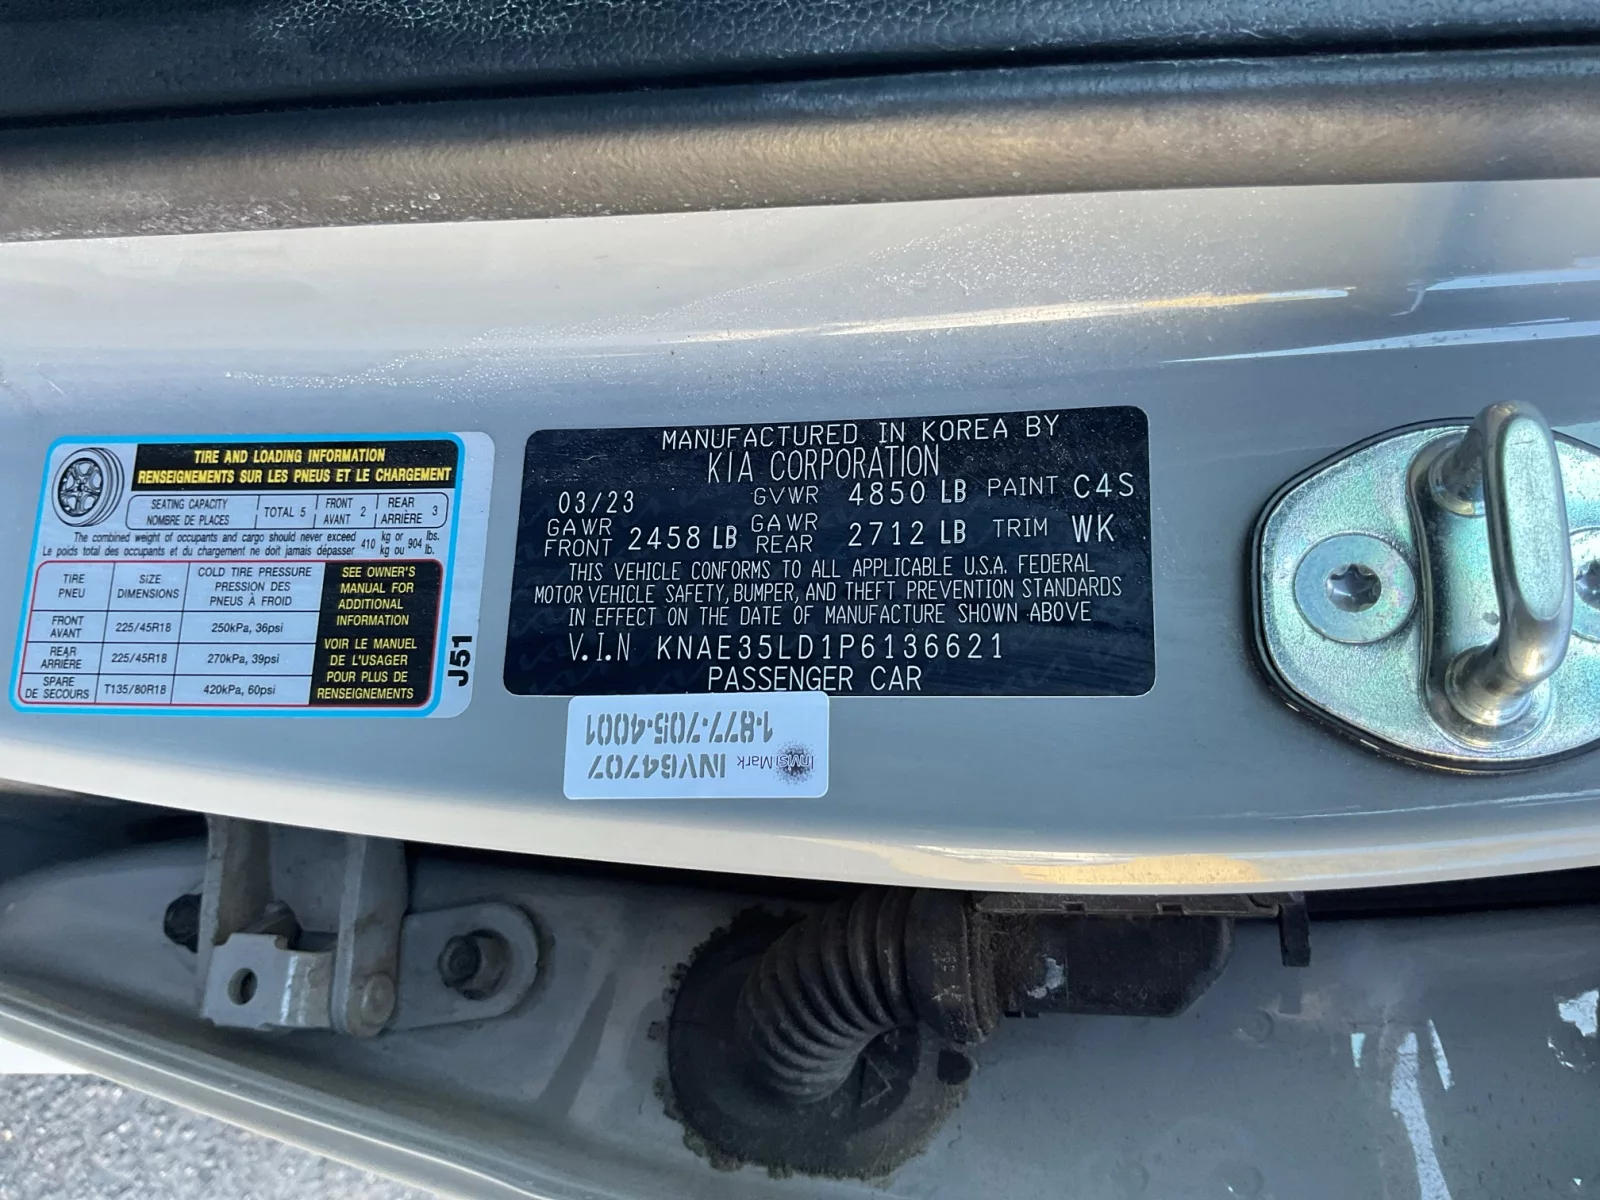 TIRE AND LOADING INFORMATION
RENSEIGNEMENTS SUR LES PNEUS ET LE CHARGEMENT
SEATING CAPACITY
NOMBRE DE PLACES
TOTAL 5
FRONT
AVANT 2
REAR
ARRIÈRE 3
The combined weight of occupants and cargo should never exceed 410 kg or 904 lbs.
Le poids total des occupants et du chargement ne doit jamais dépasser 410 kg ou 904 lb.
TIRE
PNEU
SIZE
DIMENSIONS
COLD TIRE PRESSURE
PRESSION DES
PNEUS À FROID
FRONT
AVANT
225/45R18
250kPa, 36psi
REAR
ARRIÈRE
225/45R18
270kPa, 39psi
SPARE
DE SECOURS
T135/80R18
420kPa, 60psi
SEE OWNER'S
MANUAL FOR
ADDITIONAL
INFORMATION
VOIR LE MANUEL
DE L'USAGER
POUR PLUS DE
RENSEIGNEMENTS
J51
MANUFACTURED IN KOREA BY
KIA CORPORATION
03/23 GVWR 4850 LB PAINT C4S
GAWR FRONT 2458 LB GAWR REAR 2712 LB TRIM WK
THIS VEHICLE CONFORMS TO ALL APPLICABLE U.S.A. FEDERAL
MOTOR VEHICLE SAFETY, BUMPER, AND THEFT PREVENTION STANDARDS
IN EFFECT ON THE DATE OF MANUFACTURE SHOWN ABOVE
V.I.N KNAE35LD1P6136621
PASSENGER CAR
InvisiMark INV64707
1-877-705-4001